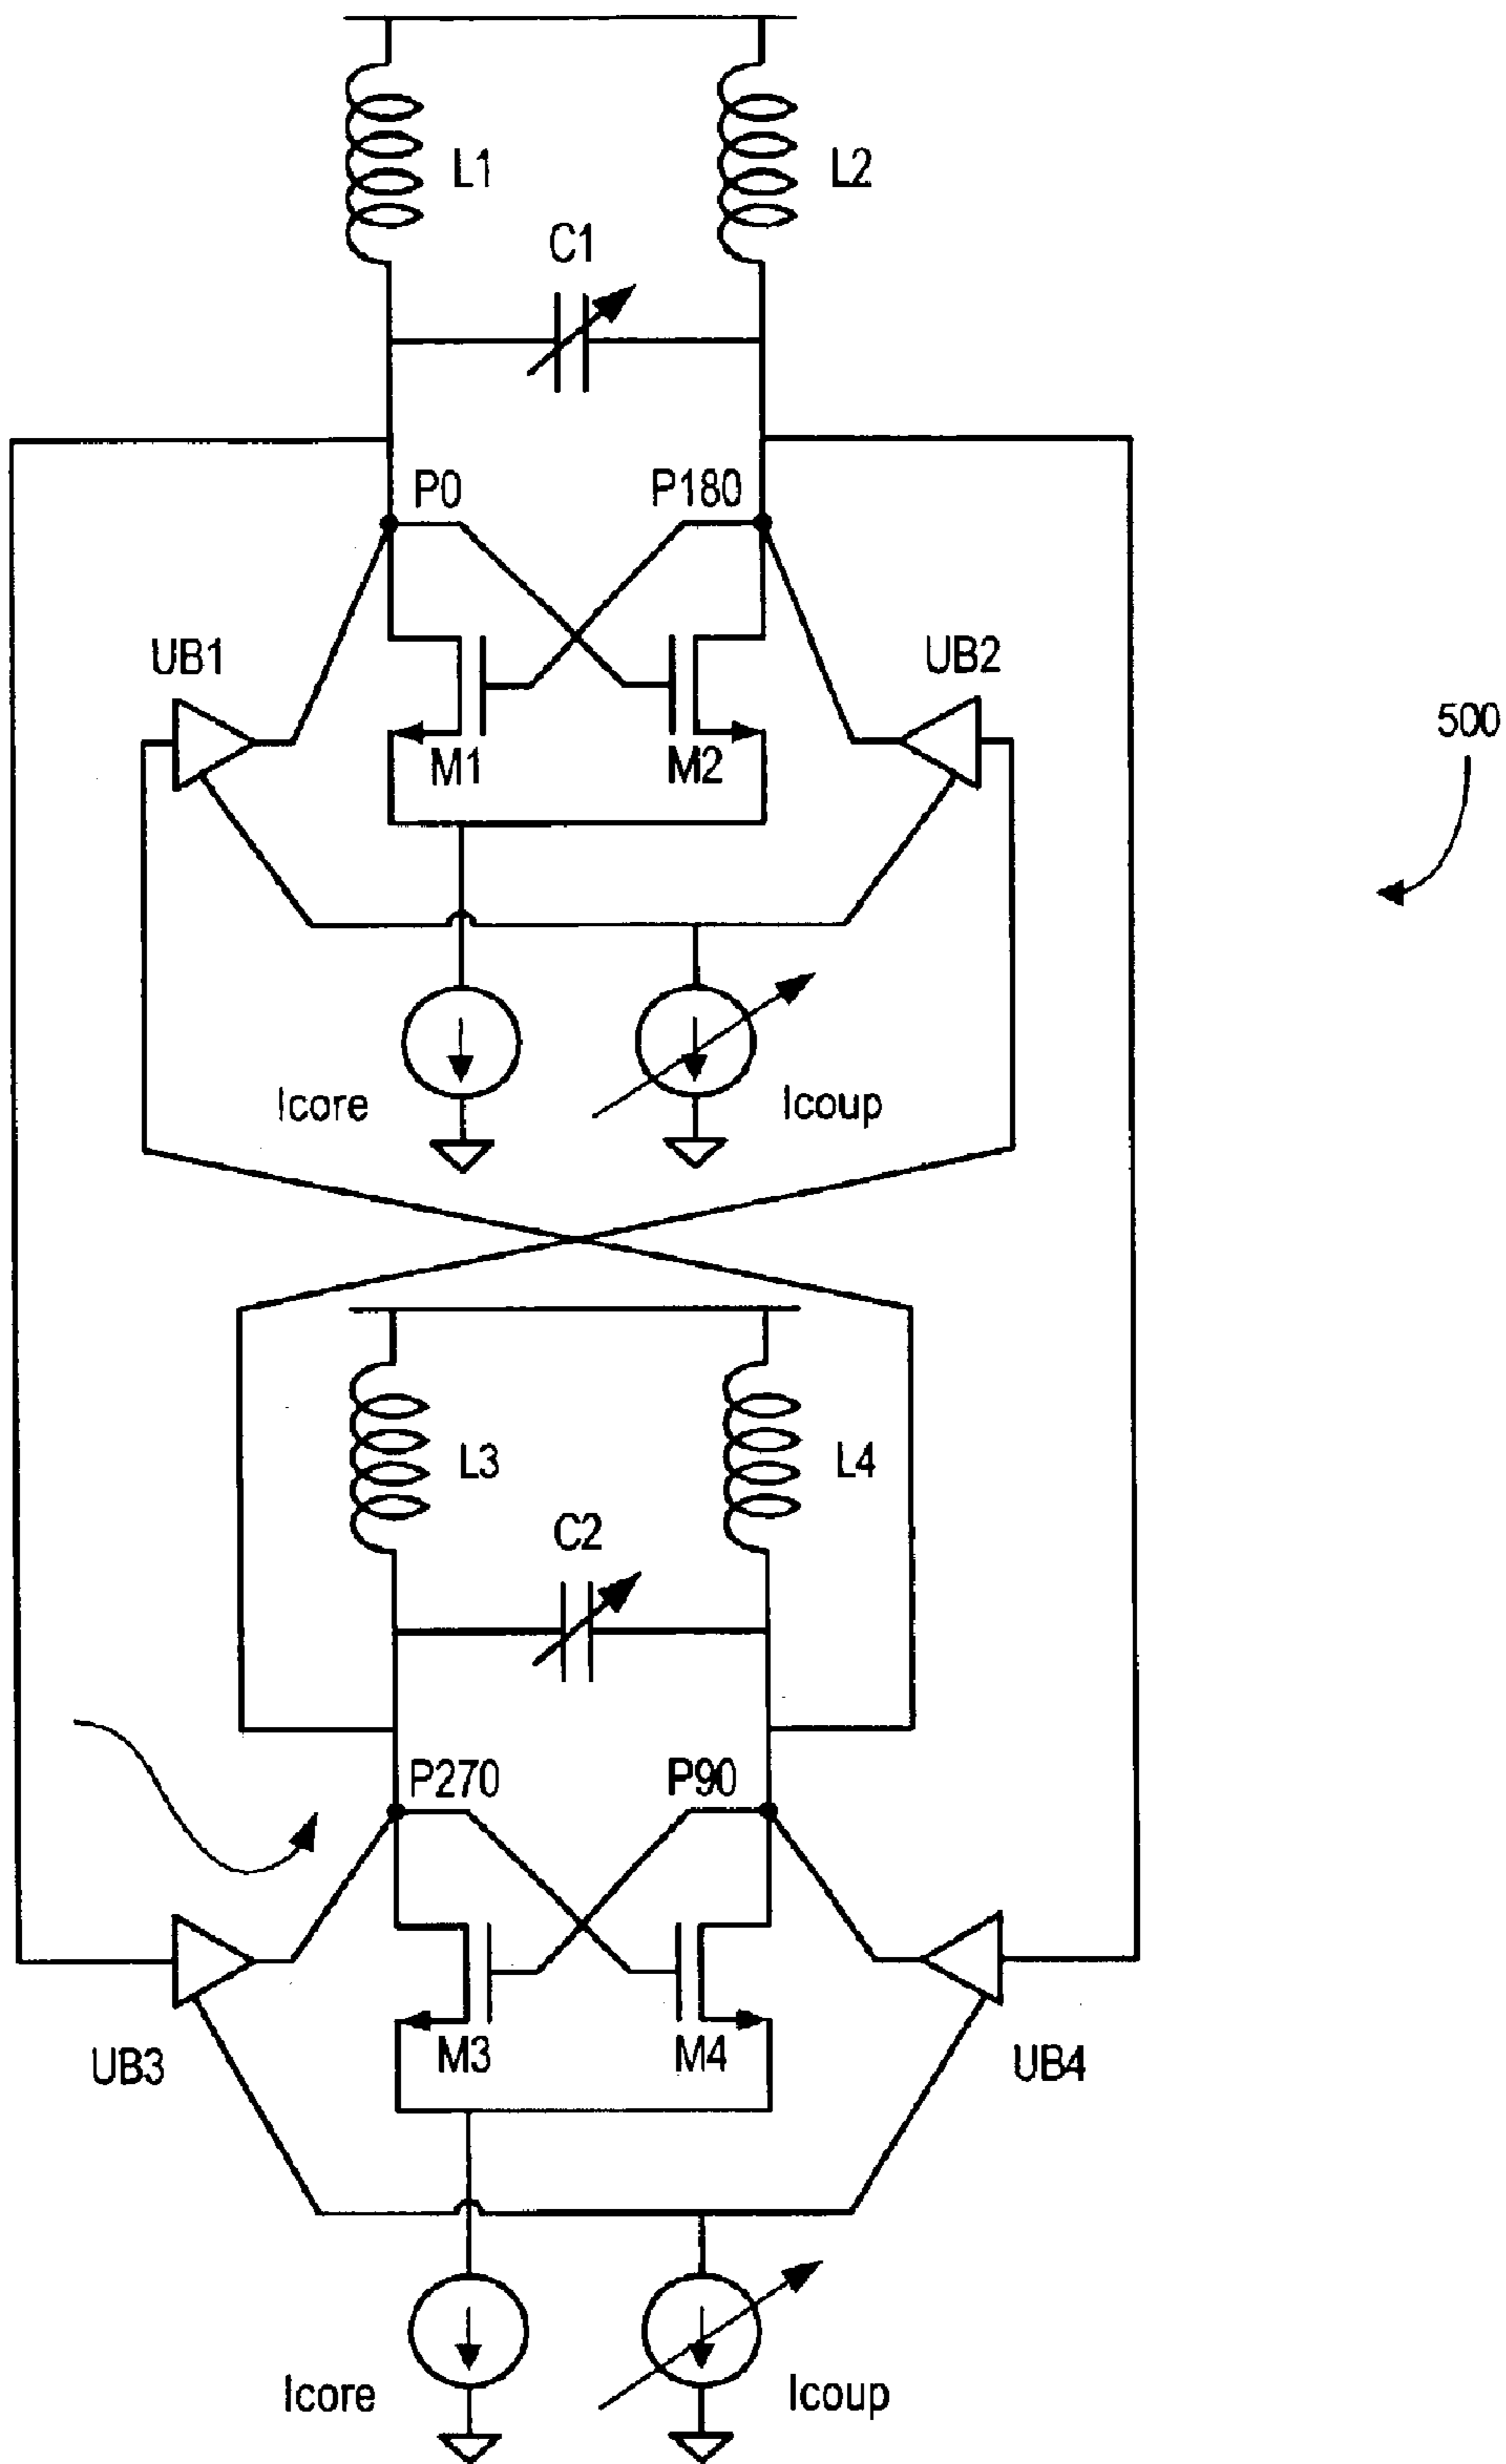 L1
L2
C1
P0
P180
UB1
UB2
M1
M2
500
Icore
Icoup
L3
L4
C2
P270
P90
UB3
M3
M4
UB4
Icore
Icoup